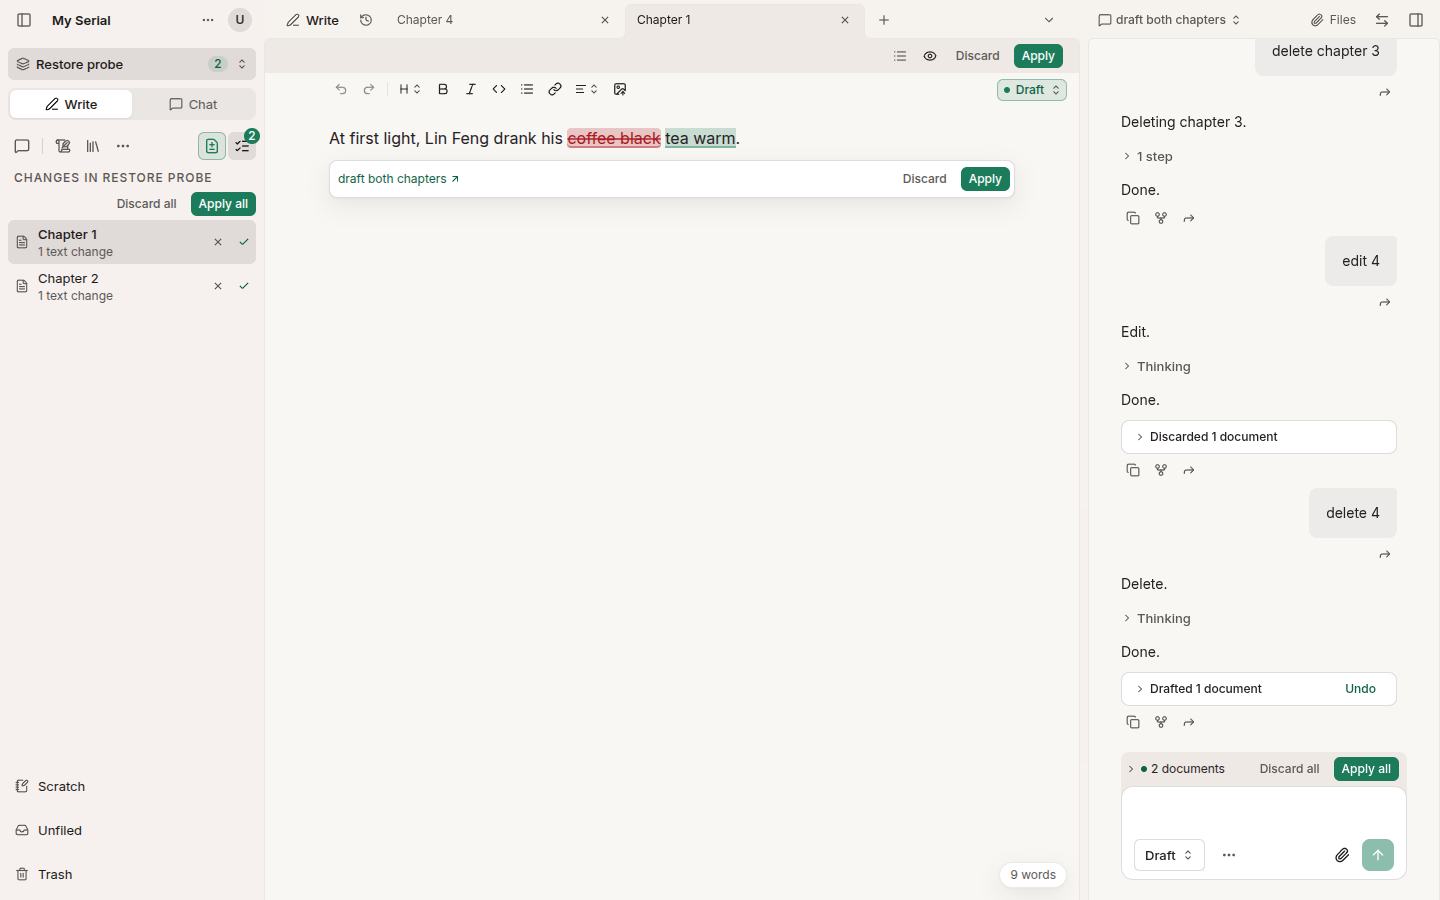 My Serial
U
Restore probe
2
Write
Chat
2
CHANGES IN RESTORE PROBE
Discard all
Apply all
Chapter 1
1 text change
Chapter 2
1 text change
Scratch
Unfiled
Trash
Write
Chapter 4
Chapter 1
Discard
Apply
H
B
I
Draft
At first light, Lin Feng drank his coffee black tea warm.
draft both chapters
Discard
Apply
9 words
draft both chapters
Files
delete chapter 3
Deleting chapter 3.
1 step
Done.
edit 4
Edit.
Thinking
Done.
Discarded 1 document
delete 4
Delete.
Thinking
Done.
Drafted 1 document
Undo
2 documents
Discard all
Apply all
Draft